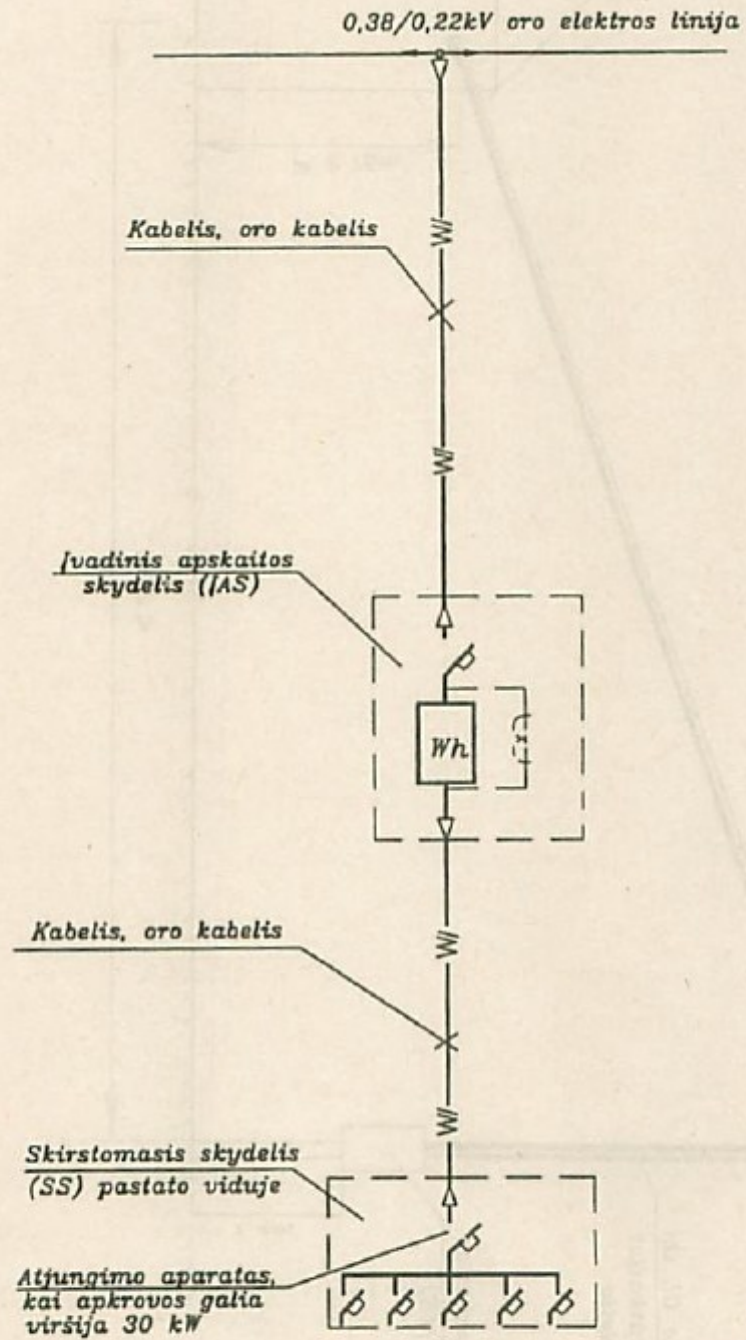 0,38/0,22kV oro elektros linija
Kabelis, oro kabelis
Įvadinis apskaitos
skydelis (ĮAS)
Wh
Kabelis, oro kabelis
Skirstomasis skydelis
(SS) pastato viduje
Atjungimo aparatas,
kai apkrovos galia
viršija 30 kW